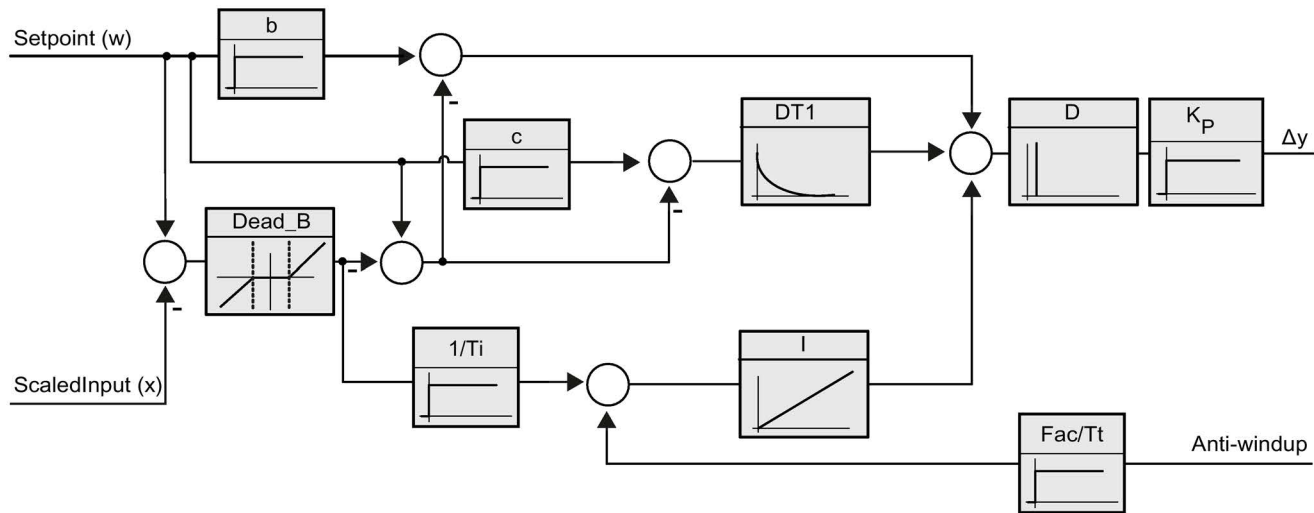 Setpoint (w)
b
-
c
DT1
D
K_P
Δy
-
Dead_B
-
-
ScaledInput (x)
1/Ti
I
Fac/Tt
Anti-windup